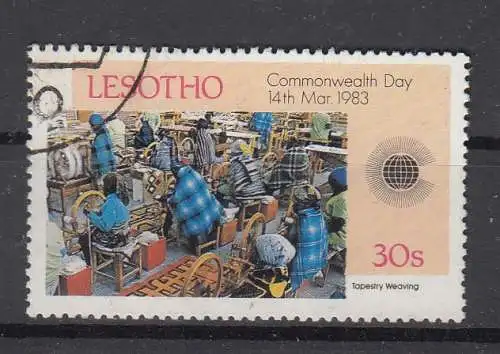 LESOTHO
Commonwealth Day
14th Mar. 1983
30s
Tapestry Weaving